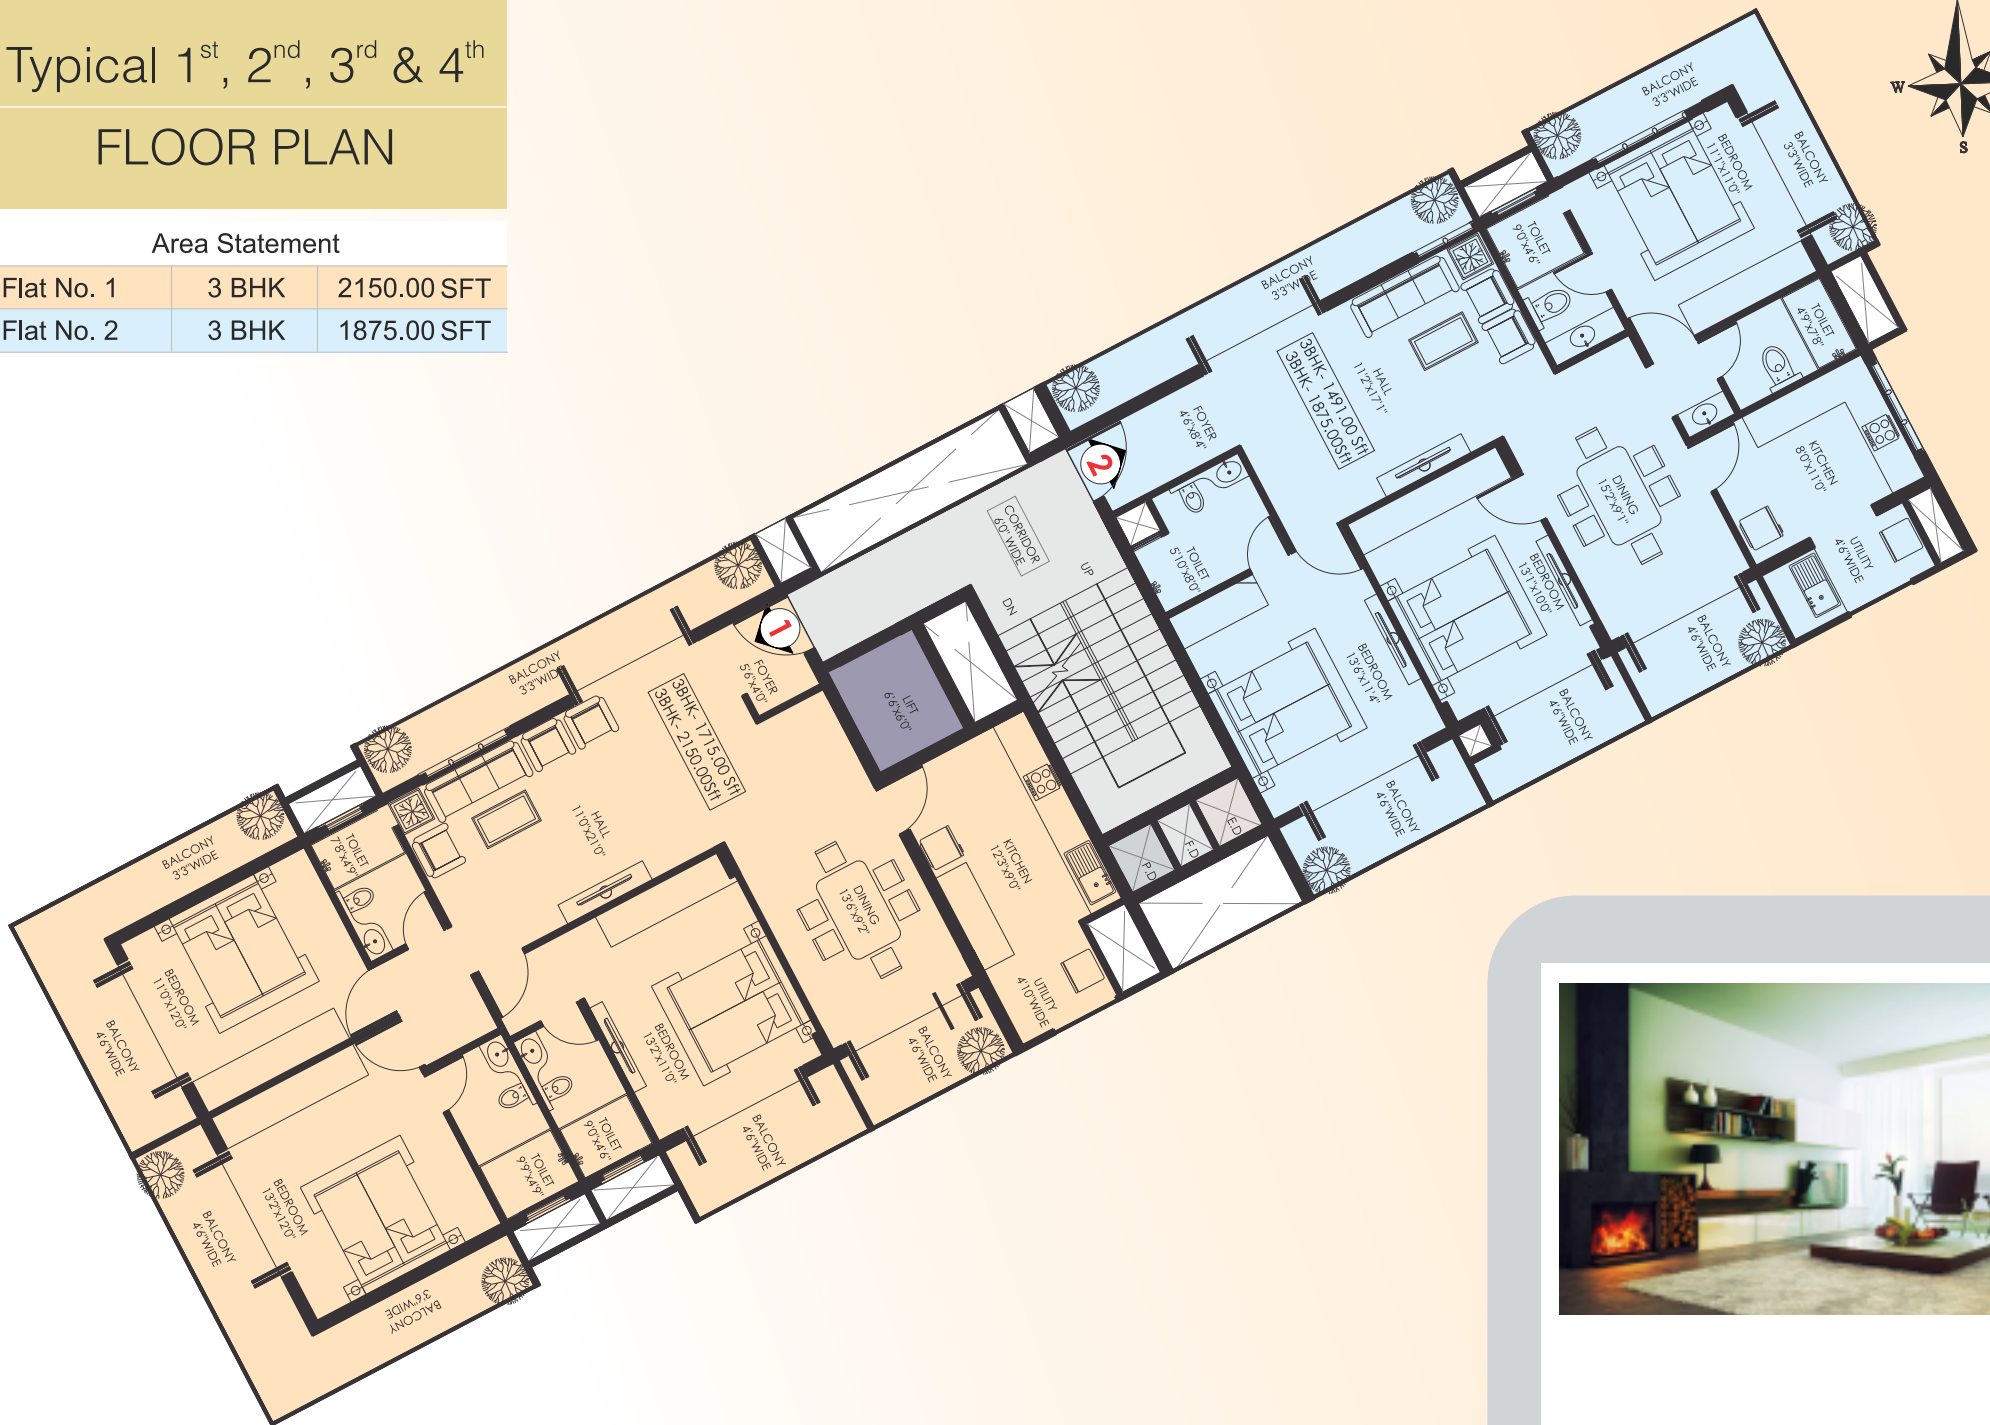 Typical 1st, 2nd, 3rd & 4th
FLOOR PLAN
Area Statement
Flat No. 1 3 BHK 2150.00 SFT
Flat No. 2 3 BHK 1875.00 SFT
W
S
BALCONY
3'3"WIDE
BALCONY
3'3"WIDE
BEDROOM
11'1"x11'0"
TOILET
9'0"x4'6"
TOILET
4'9"x7'8"
BALCONY
3'3"WIDE
HALL
11'2"x17'1"
3BHK- 1491.00 Sft
3BHK- 1875.00Sft
FOYER
4'6"x8'4"
2
KITCHEN
8'0"x11'0"
UTILITY
4'6"WIDE
DINING
15'2"x9'1"
BEDROOM
13'1"x10'0"
TOILET
5'10"x8'0"
BEDROOM
13'6"x11'4"
BALCONY
4'6"WIDE
BALCONY
4'6"WIDE
BALCONY
4'6"WIDE
CORRIDOR
6'0" WIDE
UP
DN
LIFT
6'6"x6'0"
P.D
F.D
E.D
1
FOYER
5'6"x4'0"
BALCONY
3'3"WIDE
3BHK- 1715.00 Sft
3BHK- 2150.00Sft
HALL
11'0"x21'0"
KITCHEN
12'3"x9'0"
UTILITY
4'10"WIDE
DINING
13'6"x9'2"
BALCONY
4'6"WIDE
BALCONY
3'3"WIDE
TOILET
7'8"x4'9"
BEDROOM
11'0"x12'0"
BALCONY
4'6"WIDE
BEDROOM
13'2"x11'0"
BALCONY
4'6"WIDE
TOILET
9'0"x4'6"
TOILET
9'9"x4'9"
BEDROOM
13'2"x12'0"
BALCONY
4'6"WIDE
BALCONY
3'6"WIDE